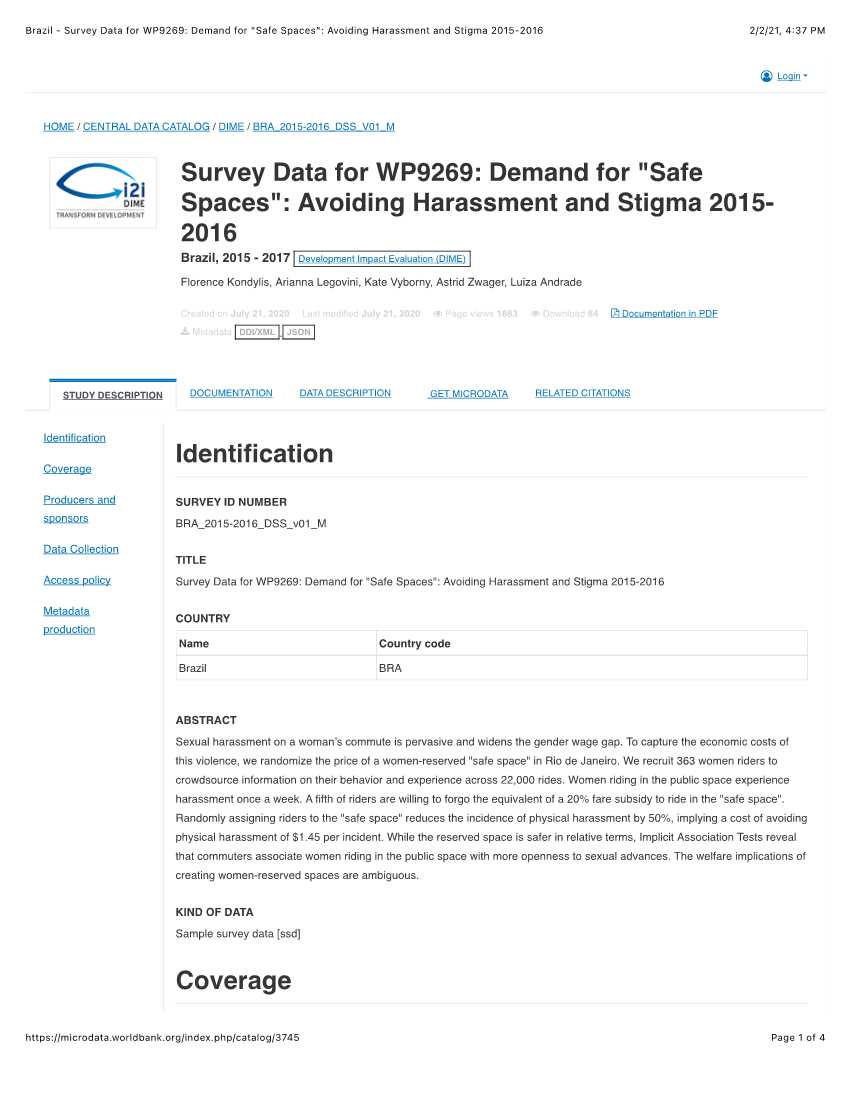 Brazil - Survey Data for WP9269: Demand for "Safe Spaces": Avoiding Harassment and Stigma 2015-2016
2/2/21, 4:37 PM
Login
HOME / CENTRAL DATA CATALOG / DIME / BRA_2015-2016_DSS_V01_M
i2i
DIME
TRANSFORM DEVELOPMENT
Survey Data for WP9269: Demand for "Safe
Spaces": Avoiding Harassment and Stigma 2015-
2016
Brazil, 2015 - 2017 Development Impact Evaluation (DIME)
Florence Kondylis, Arianna Legovini, Kate Vyborny, Astrid Zwager, Luiza Andrade
Created on July 21, 2020 Last modified July 21, 2020 Page views 1883 Download 84 Documentation in PDF
Metadata DDI/XML JSON
STUDY DESCRIPTION DOCUMENTATION DATA DESCRIPTION GET MICRODATA RELATED CITATIONS
Identification
Coverage
Producers and
sponsors
Data Collection
Access policy
Metadata
production
Identification
SURVEY ID NUMBER
BRA_2015-2016_DSS_v01_M
TITLE
Survey Data for WP9269: Demand for "Safe Spaces": Avoiding Harassment and Stigma 2015-2016
COUNTRY
Name Country code
Brazil BRA
ABSTRACT
Sexual harassment on a woman's commute is pervasive and widens the gender wage gap. To capture the economic costs of
this violence, we randomize the price of a women-reserved "safe space" in Rio de Janeiro. We recruit 363 women riders to
crowdsource information on their behavior and experience across 22,000 rides. Women riding in the public space experience
harassment once a week. A fifth of riders are willing to forgo the equivalent of a 20% fare subsidy to ride in the "safe space".
Randomly assigning riders to the "safe space" reduces the incidence of physical harassment by 50%, implying a cost of avoiding
physical harassment of $1.45 per incident. While the reserved space is safer in relative terms, Implicit Association Tests reveal
that commuters associate women riding in the public space with more openness to sexual advances. The welfare implications of
creating women-reserved spaces are ambiguous.
KIND OF DATA
Sample survey data [ssd]
Coverage
https://microdata.worldbank.org/index.php/catalog/3745
Page 1 of 4